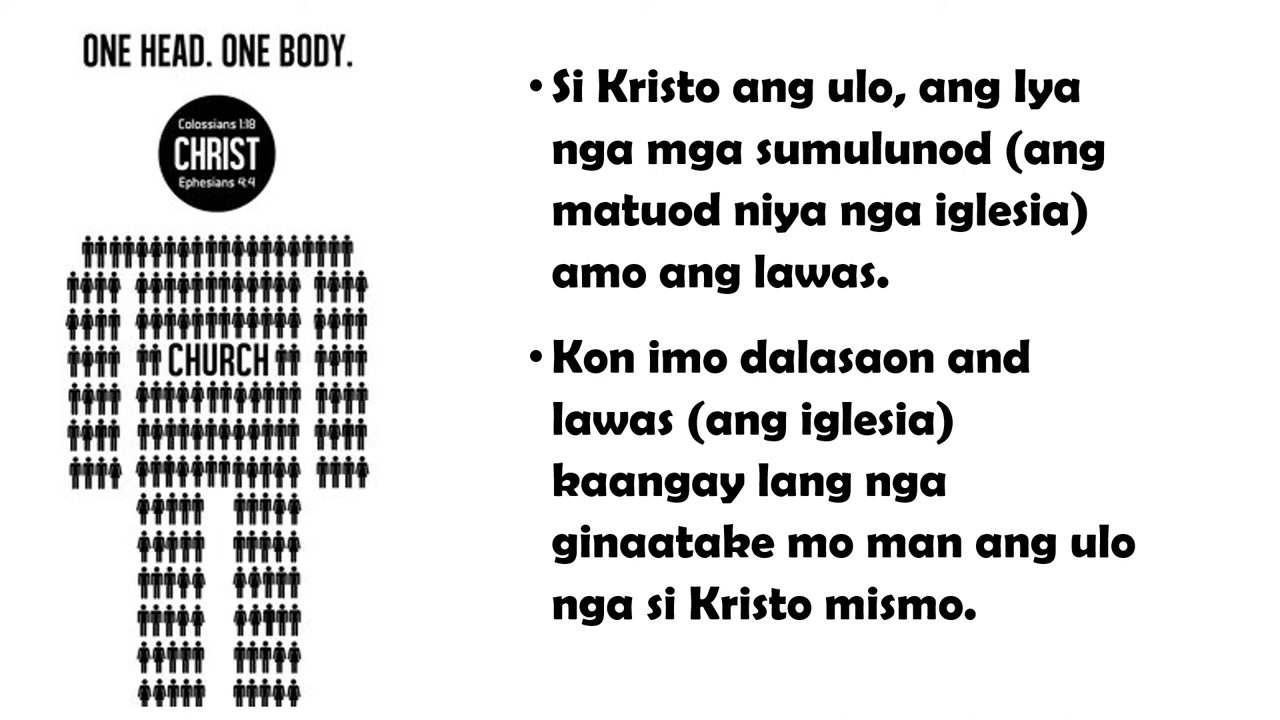 ONE HEAD. ONE BODY.
Colossians 1:18
CHRIST
Ephesians 4:4
CHURCH
• Si Kristo ang ulo, ang Iya
nga mga sumulunod (ang
matuod niya nga iglesia)
amo ang lawas.
• Kon imo dalasaon and
lawas (ang iglesia)
kaangay lang nga
ginaatake mo man ang ulo
nga si Kristo mismo.